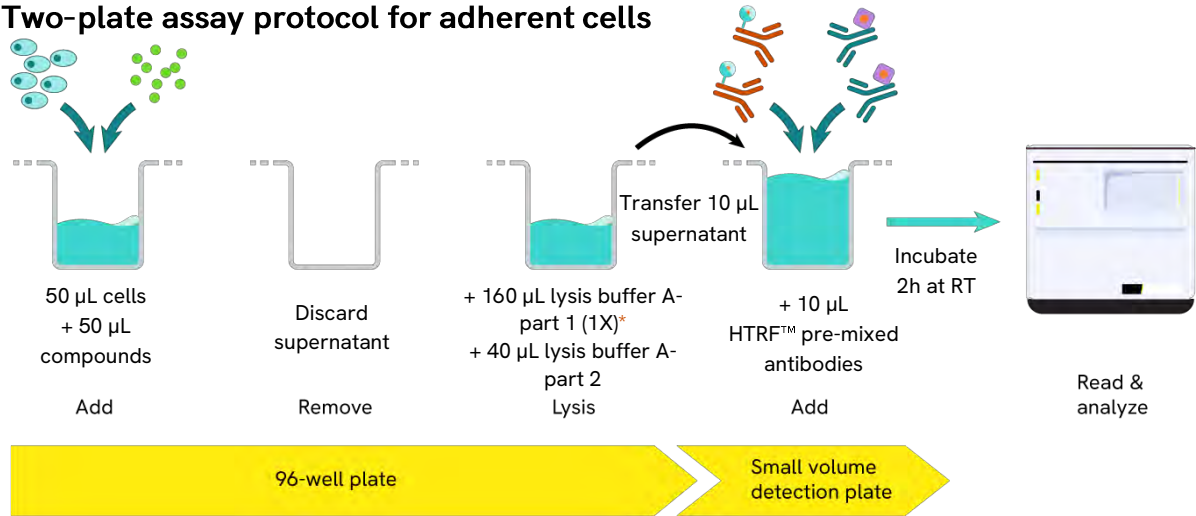 Two-plate assay protocol for adherent cells
50 µL cells
+ 50 µL
compounds
Add
Discard
supernatant
Remove
+ 160 µL lysis buffer A-
part 1 (1X)*
+ 40 µL lysis buffer A-
part 2
Lysis
Transfer 10 µL
supernatant
+ 10 µL
HTRF™ pre-mixed
antibodies
Add
Incubate
2h at RT
Read &
analyze
96-well plate
Small volume
detection plate